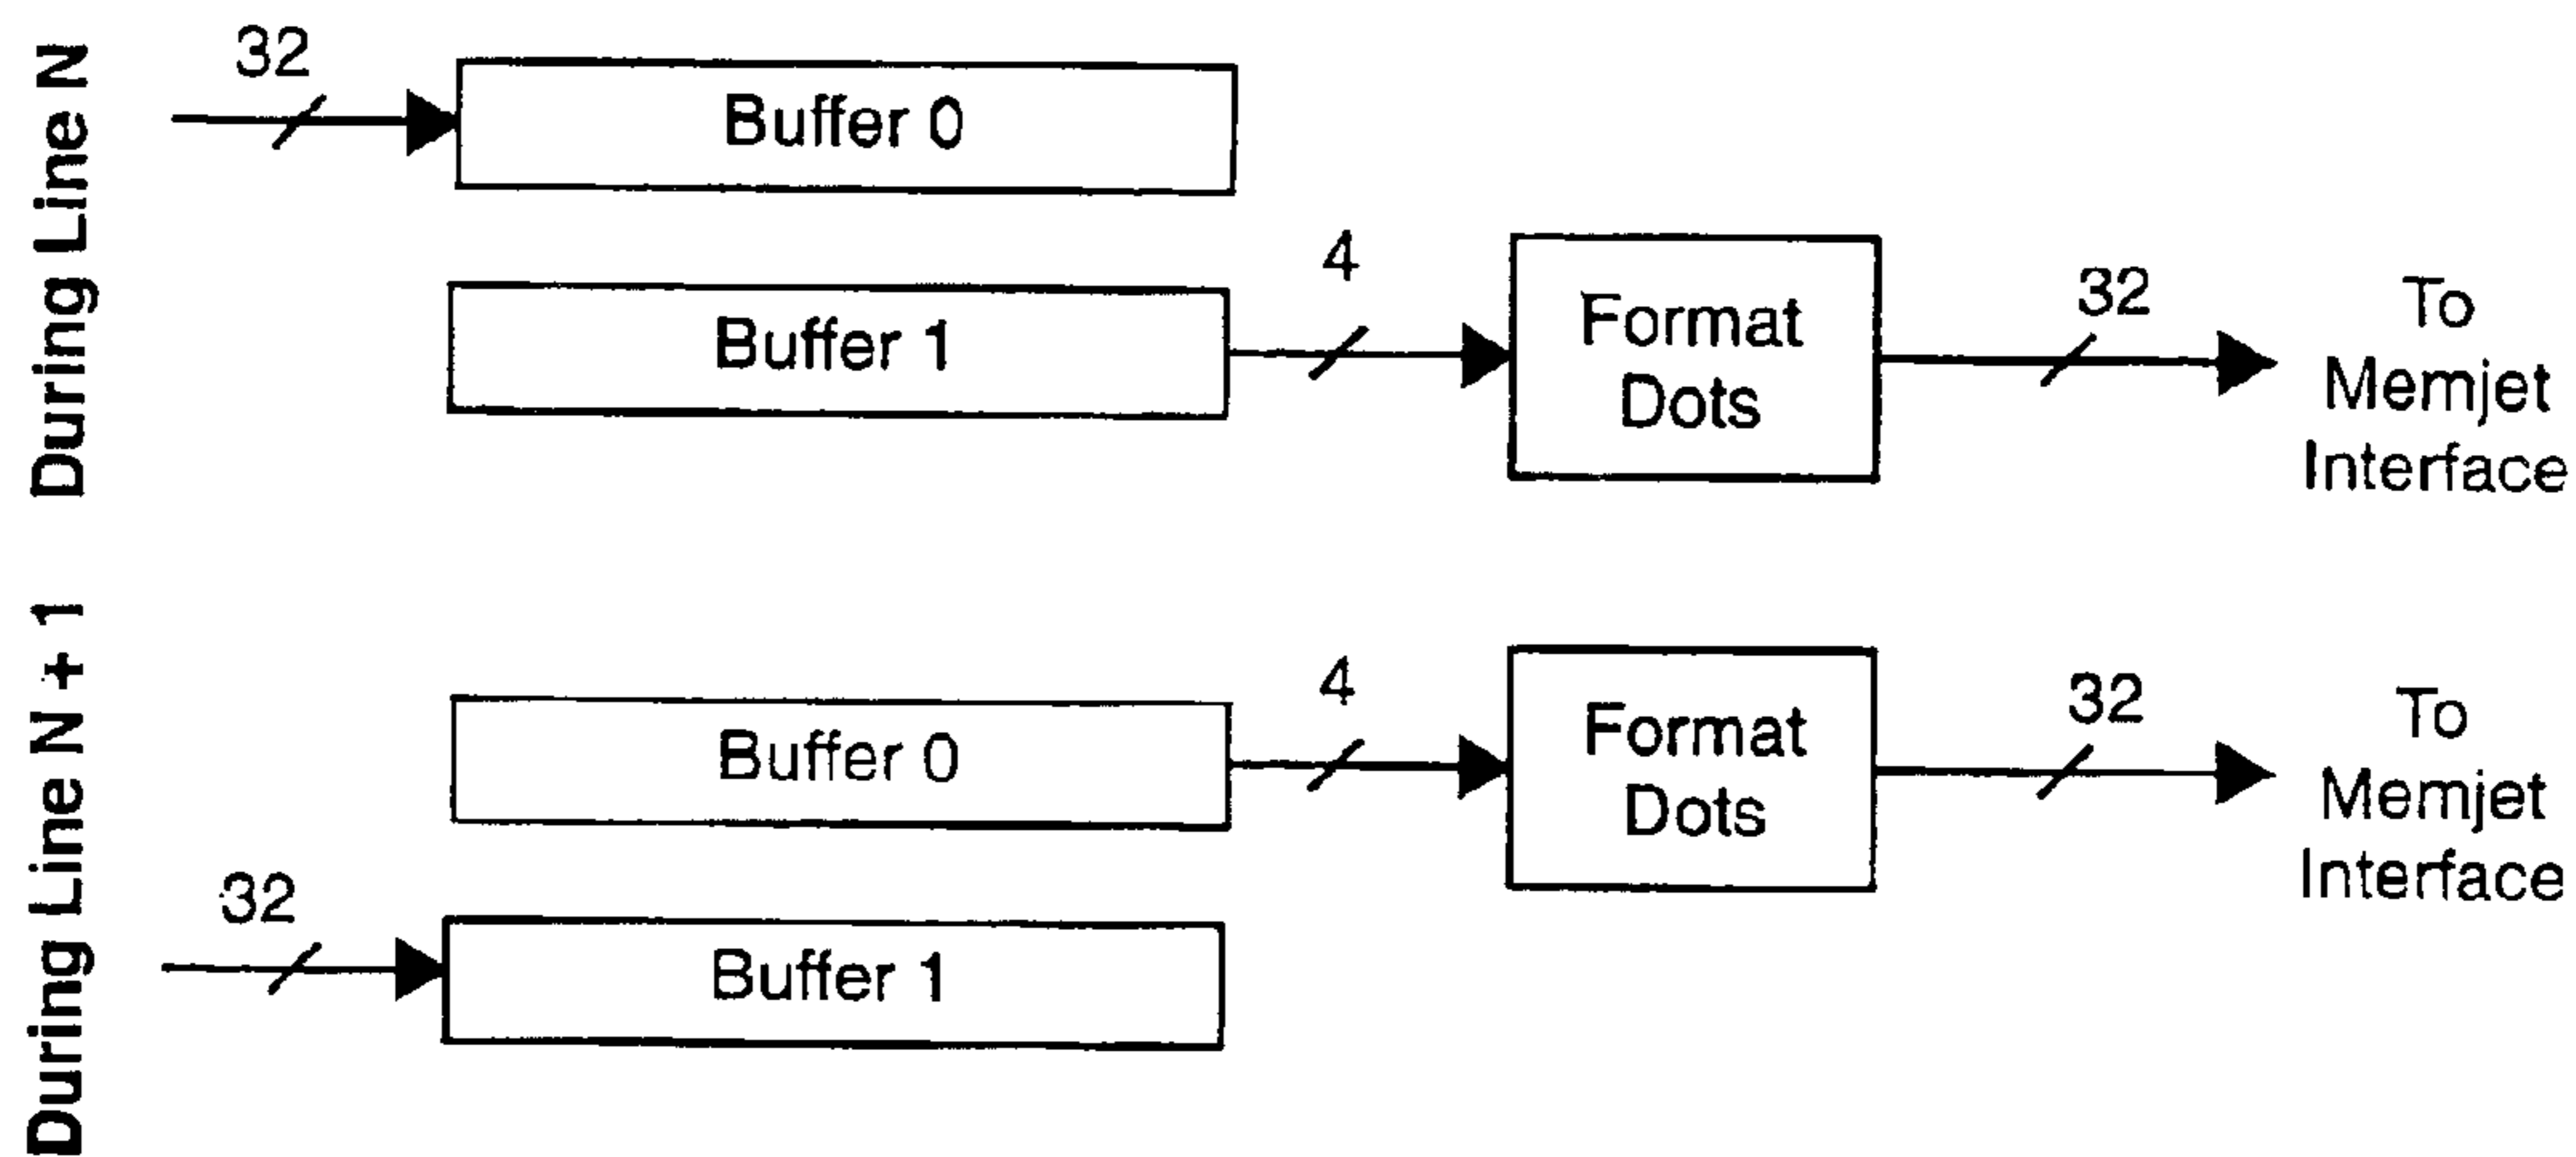 During Line N
32
Buffer 0
Buffer 1
4
Format
Dots
32
To
Memjet
Interface
During Line N + 1
Buffer 0
4
Format
Dots
32
To
Memjet
Interface
32
Buffer 1